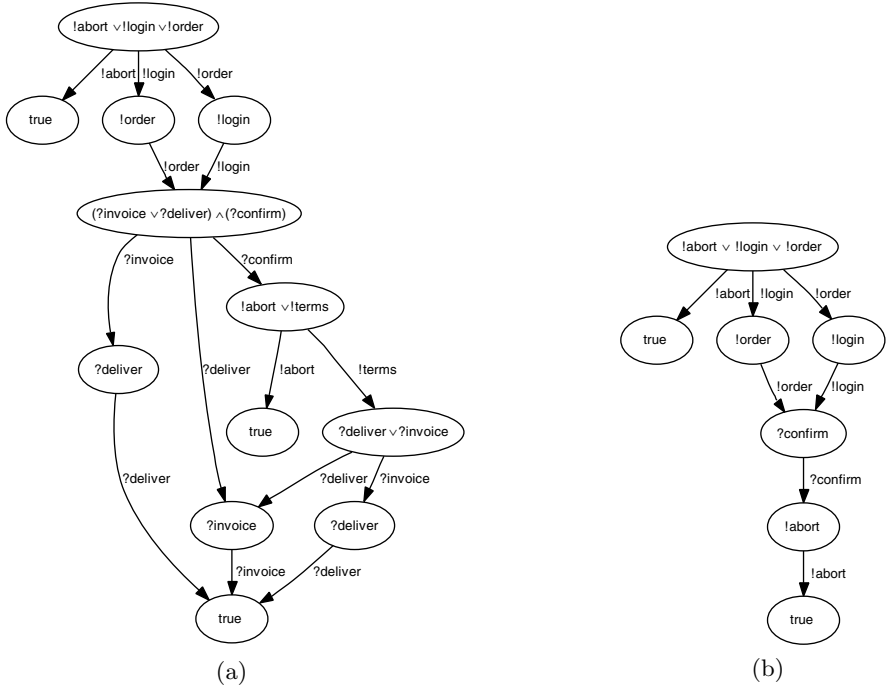 !abort ∨!login ∨!order
!abort !login !order
true !order !login
!order !login
(?invoice ∨?deliver) ∧(?confirm)
?invoice ?confirm
!abort ∨!terms
?deliver ?deliver !abort !terms
true ?deliver ∨?invoice
?deliver ?deliver ?invoice
?invoice ?deliver
?invoice ?deliver
true
(a)
!abort ∨ !login ∨ !order
!abort !login !order
true !order !login
!order !login
?confirm
?confirm
!abort
!abort
true
(b)